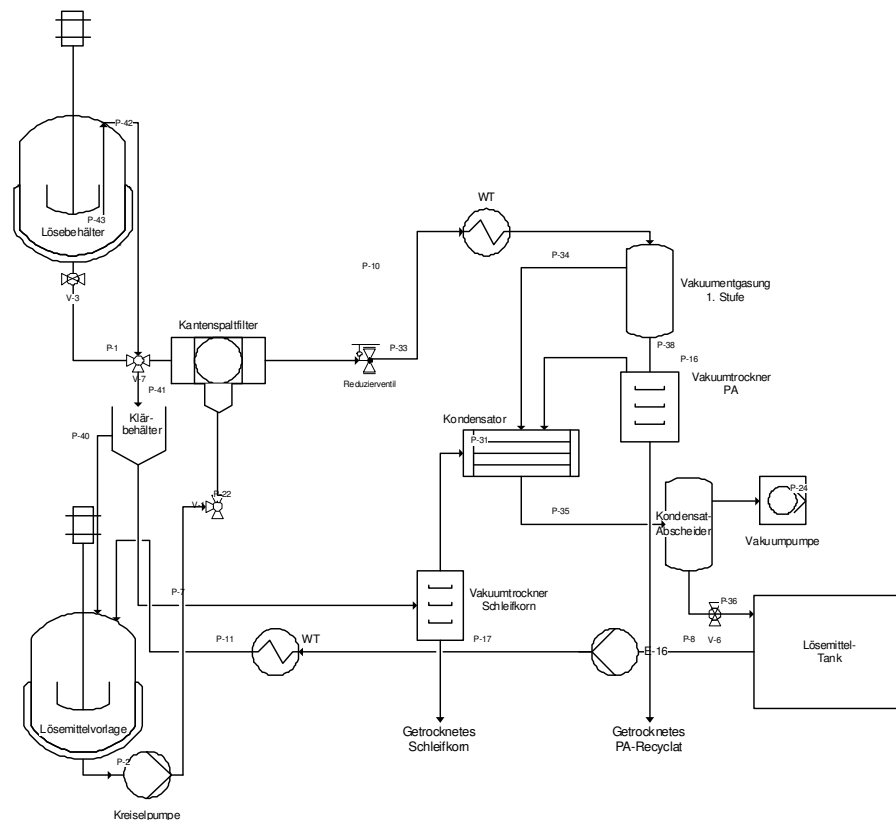 P-42
P-43
Lösebehälter
V-3
WT
P-10
P-34
Vakuumentgasung
1. Stufe
Kantenspaltfilter
P-1
P-33
P-38
V-7
P-16
Reduzierventil
Vakuumtrockner
PA
P-41
Klär-
behälter
Kondensator
P-40
P-31
P-22
P-24
P-35
Kondensat-
Abscheider
Vakuumpumpe
P-7
Vakuumtrockner
Schleifkorn
P-36
P-11
WT
P-17
E-16
P-8
V-6
Lösemittel-
Tank
Lösemittelvorlage
Getrocknetes
Schleifkorn
Getrocknetes
PA-Recyclat
P-2
Kreiselpumpe